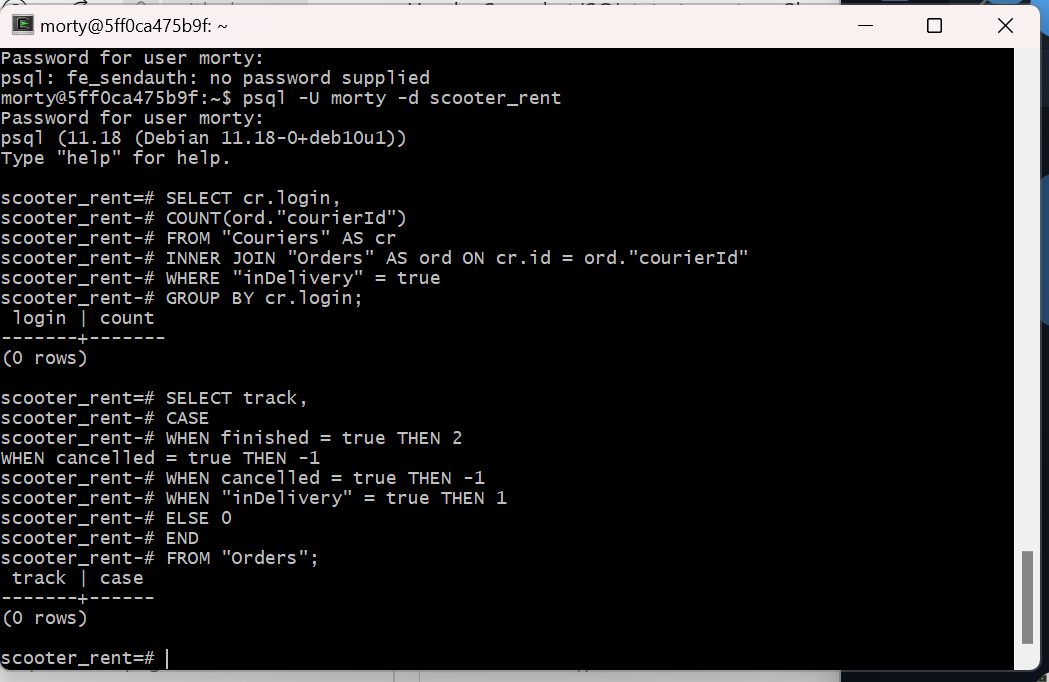 morty@5ff0ca475b9f: ~
Password for user morty:
psql: fe_sendauth: no password supplied
morty@5ff0ca475b9f:~$ psql -U morty -d scooter_rent
Password for user morty:
psql (11.18 (Debian 11.18-0+deb10u1))
Type "help" for help.
scooter_rent=# SELECT cr.login,
scooter_rent-# COUNT(ord."courierId")
scooter_rent-# FROM "Couriers" AS cr
scooter_rent-# INNER JOIN "Orders" AS ord ON cr.id = ord."courierId"
scooter_rent-# WHERE "inDelivery" = true
scooter_rent-# GROUP BY cr.login;
login | count
-------+-------
(0 rows)
scooter_rent=# SELECT track,
scooter_rent-# CASE
scooter_rent-# WHEN finished = true THEN 2
WHEN cancelled = true THEN -1
scooter_rent-# WHEN cancelled = true THEN -1
scooter_rent-# WHEN "inDelivery" = true THEN 1
scooter_rent-# ELSE 0
scooter_rent-# END
scooter_rent-# FROM "Orders";
track | case
-------+------
(0 rows)
scooter_rent=#